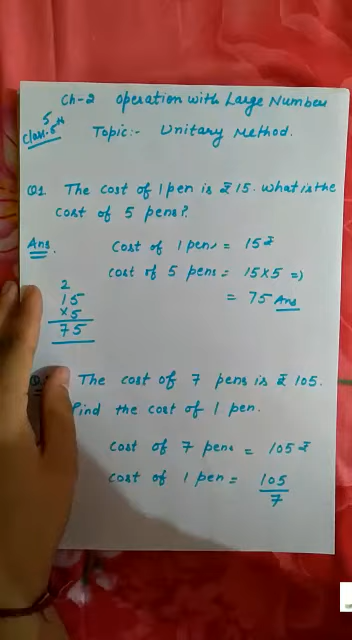 Ch-2 Operation with Large Number
5
Class-5th
Topic:- Unitary Method.
Q1 The cost of 1 pen is ₹15. What is the
cost of 5 pens?
Ans. Cost of 1 pen = 15₹
cost of 5 pens = 15×5 =)
= 75 Ans
2
15
×5
75
The cost of 7 pens is ₹105.
Find the cost of 1 pen.
cost of 7 pens = 105₹
cost of 1 pen = 105
7